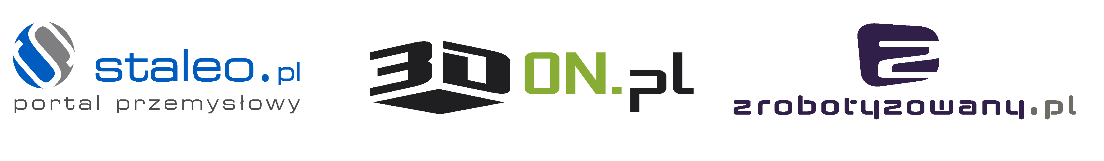 staleo.pl
portal przemysłowy
3D ON.pl
zrobotyzowany.pl